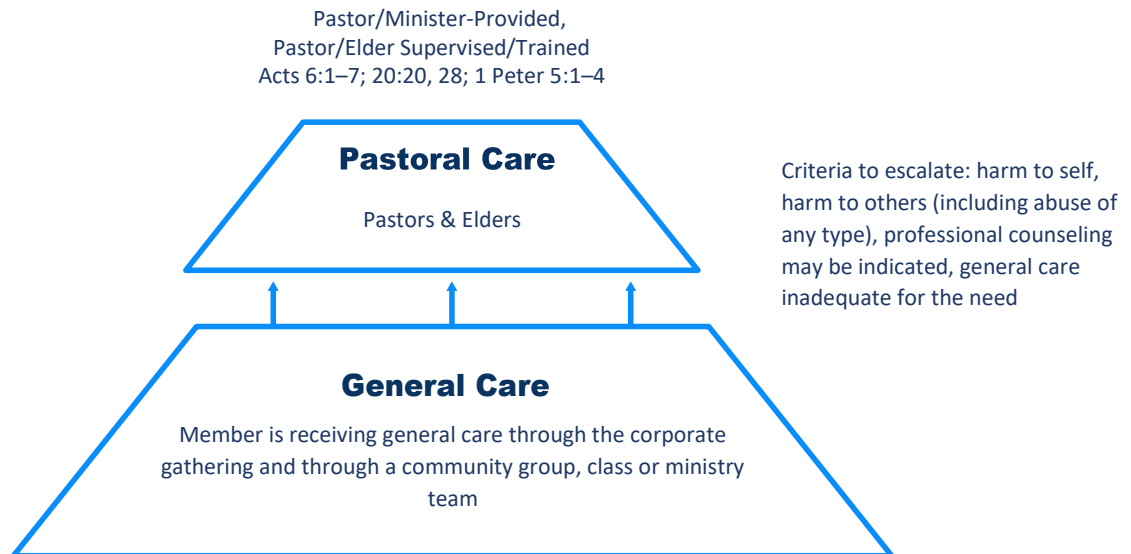 Pastor/Minister-Provided,
Pastor/Elder Supervised/Trained
Acts 6:1–7; 20:20, 28; 1 Peter 5:1–4
Pastoral Care
Pastors & Elders
Criteria to escalate: harm to self,
harm to others (including abuse of
any type), professional counseling
may be indicated, general care
inadequate for the need
General Care
Member is receiving general care through the corporate
gathering and through a community group, class or ministry
team